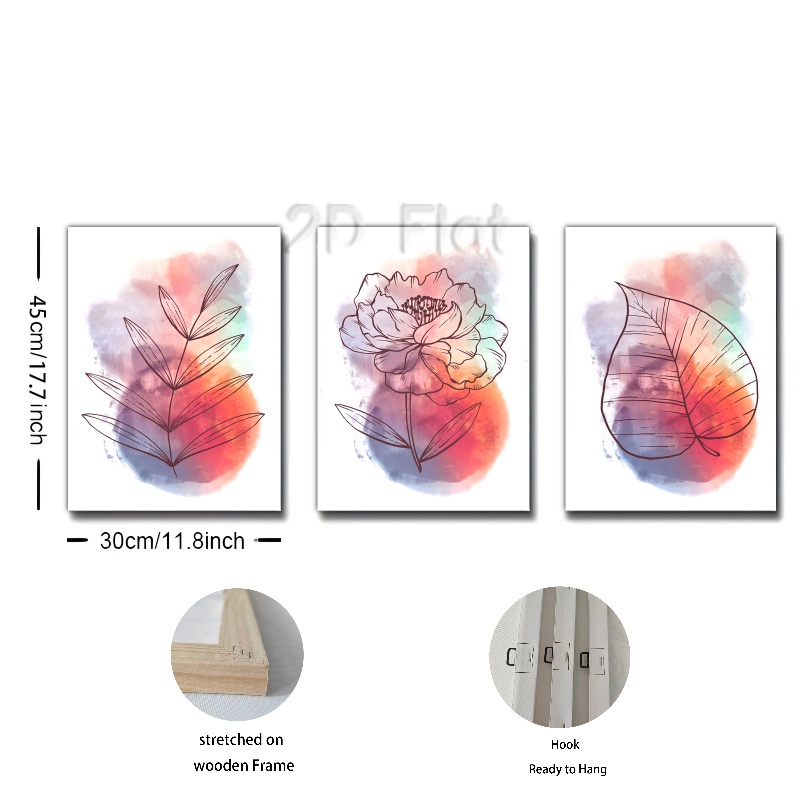 2D Flat
45cm/17.7inch
30cm/11.8inch
stretched on
wooden Frame
Hook
Ready to Hang